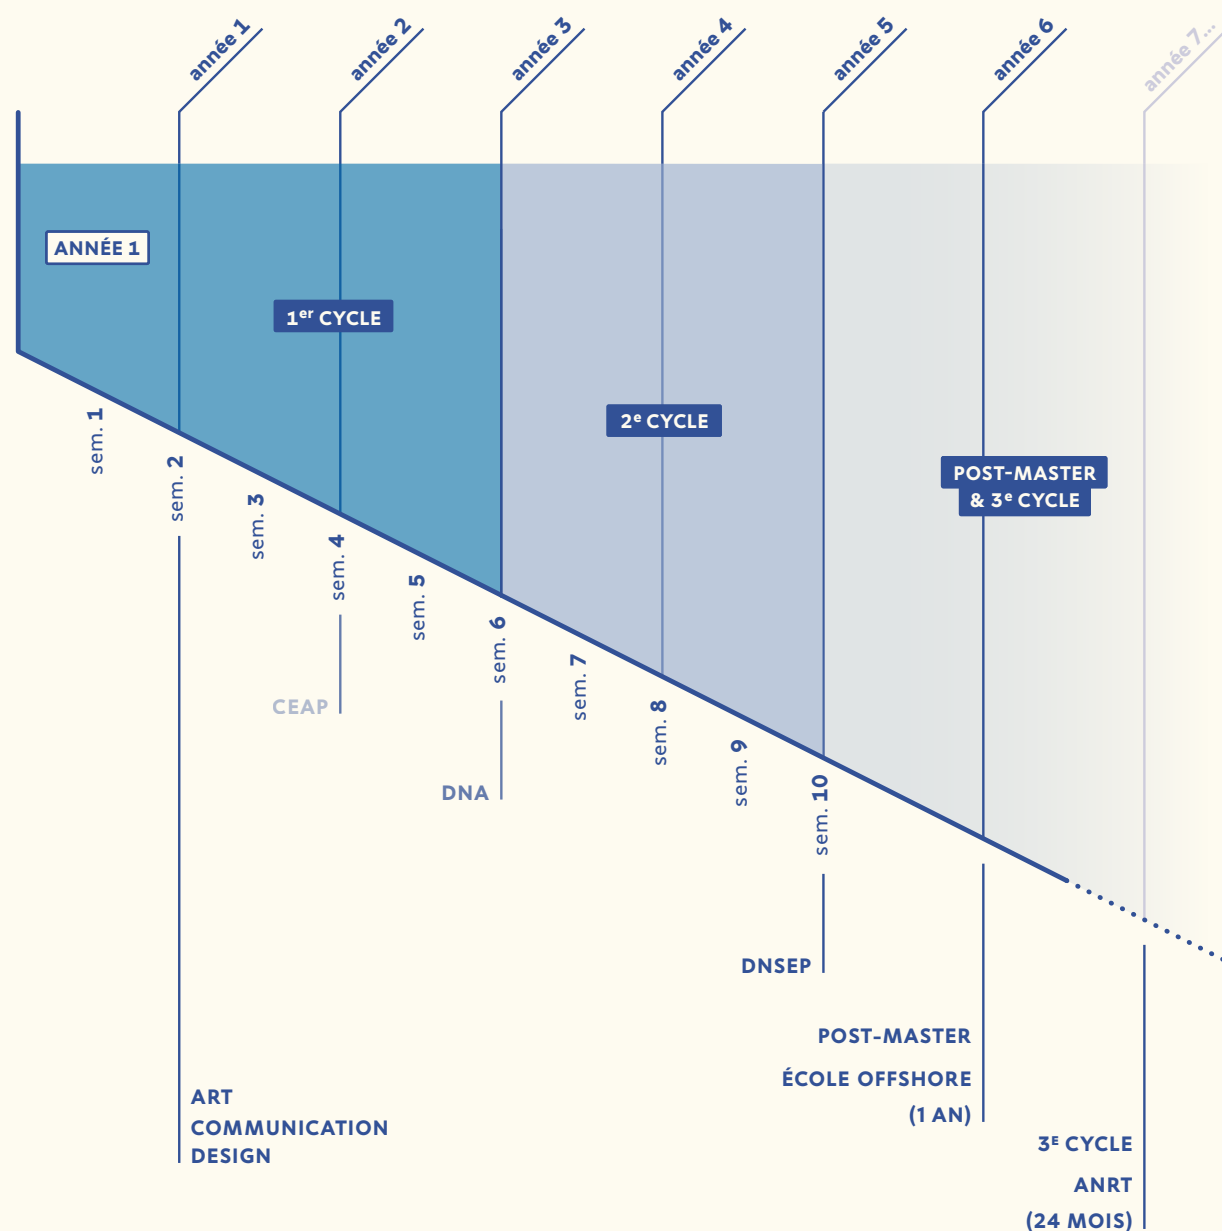 année 1
année 2
année 3
année 4
année 5
année 6
année 7...
ANNÉE 1
1er CYCLE
2e CYCLE
POST-MASTER
& 3e CYCLE
sem. 1
sem. 2
sem. 3
sem. 4
sem. 5
sem. 6
sem. 7
sem. 8
sem. 9
sem. 10
CEAP
DNA
DNSEP
POST-MASTER
ÉCOLE OFFSHORE
(1 AN)
ART
COMMUNICATION
DESIGN
3E CYCLE
ANRT
(24 MOIS)